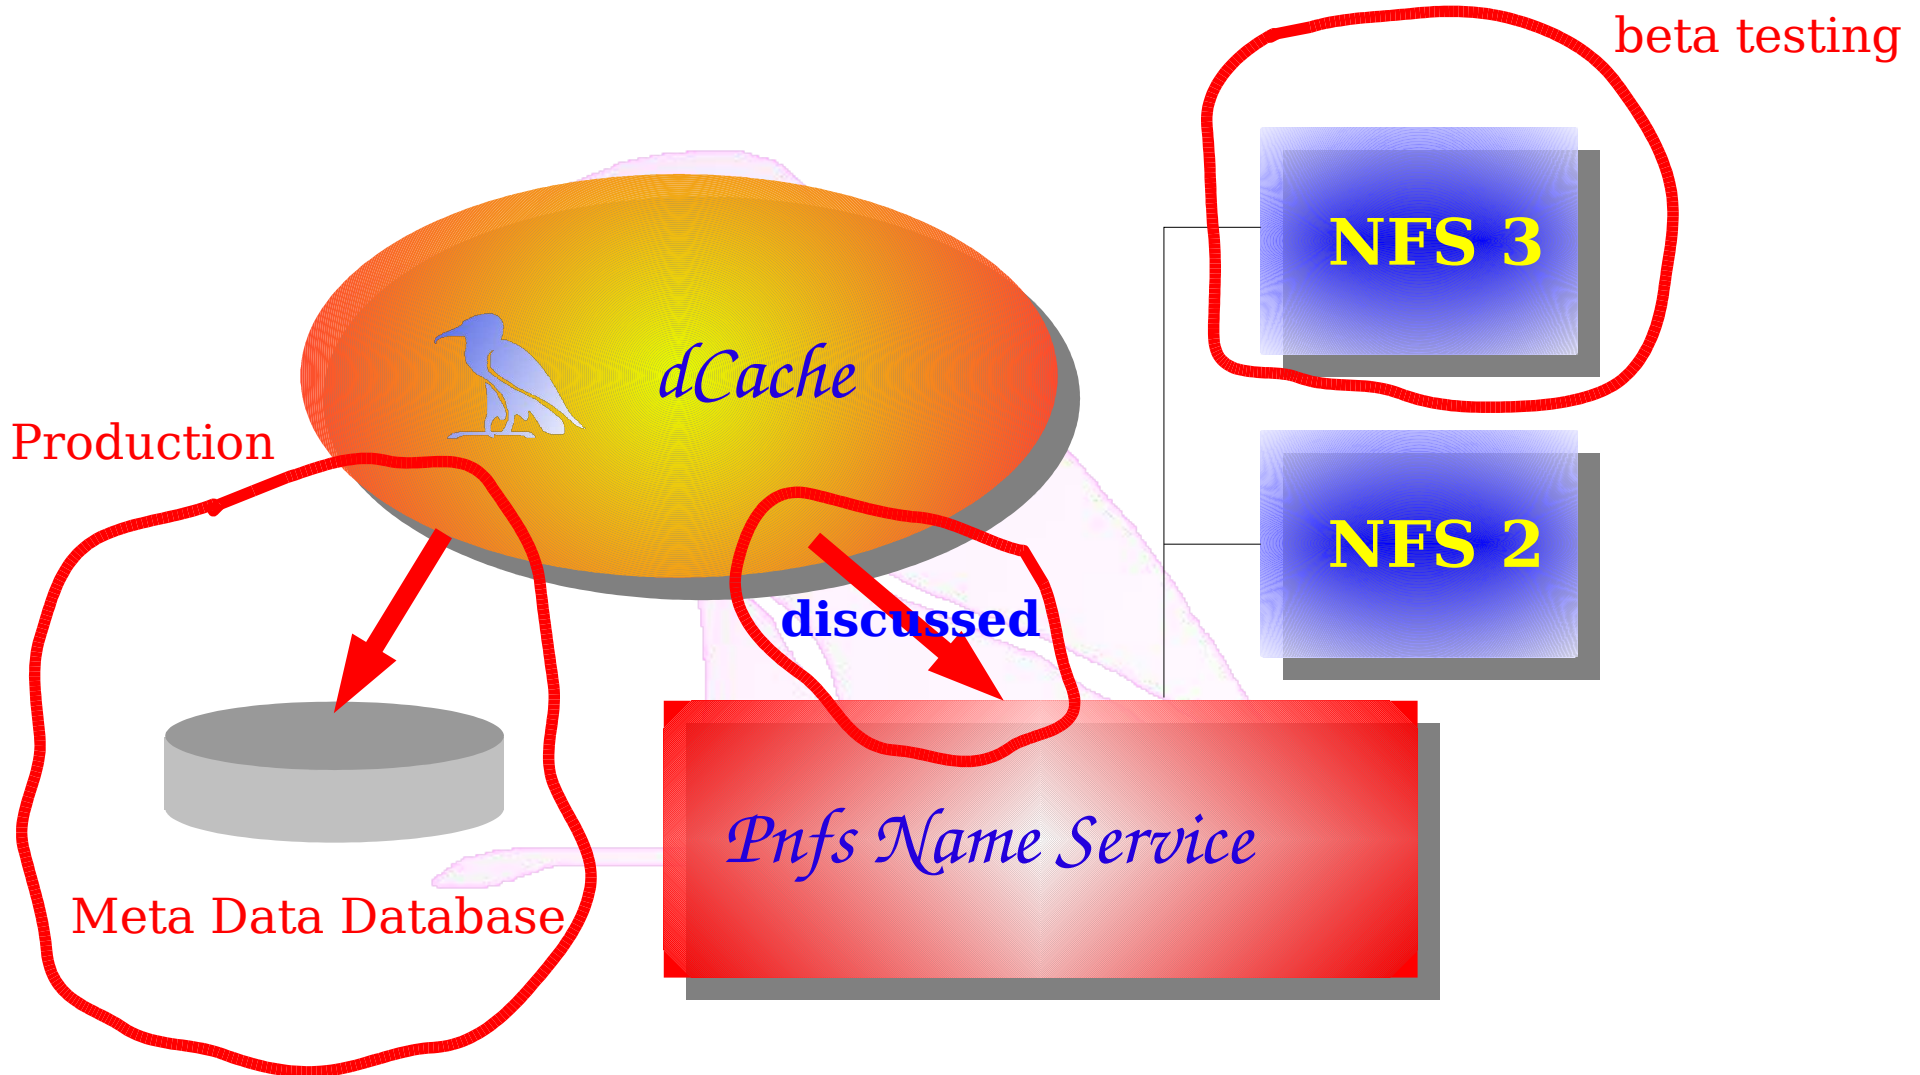 beta testing
NFS 3
dCache
Production
NFS 2
discussed
Pnfs Name Service
Meta Data Database